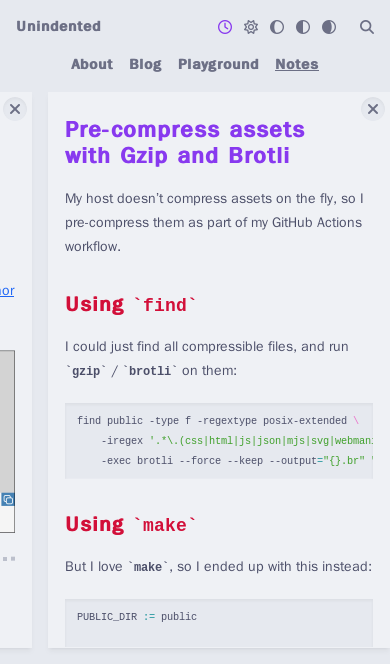 Unindented
About Blog Playground Notes
Pre-compress assets
with Gzip and Brotli
My host doesn't compress assets on the fly, so I
pre-compress them as part of my GitHub Actions
workflow.
Using `find`
I could just find all compressible files, and run
`gzip` / `brotli` on them:
find public -type f -regextype posix-extended \
-iregex '.*\.(css|html|js|json|mjs|svg|webmani
-exec brotli --force --keep --output="{}.br" "
Using `make`
But I love `make`, so I ended up with this instead:
PUBLIC_DIR := public